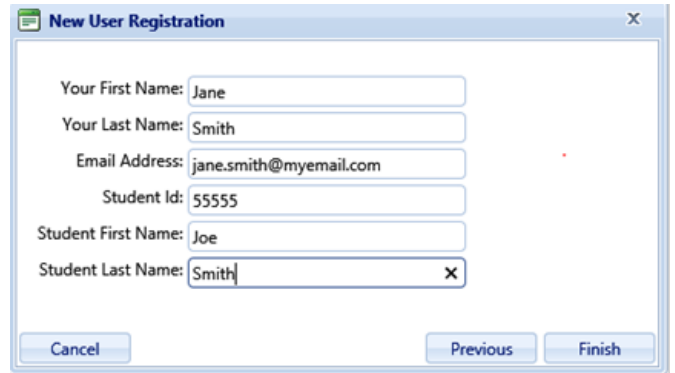 New User Registration x
Your First Name: Jane
Your Last Name: Smith
Email Address: jane.smith@myemail.com
Student Id: 55555
Student First Name: Joe
Student Last Name: Smith
Cancel Previous Finish